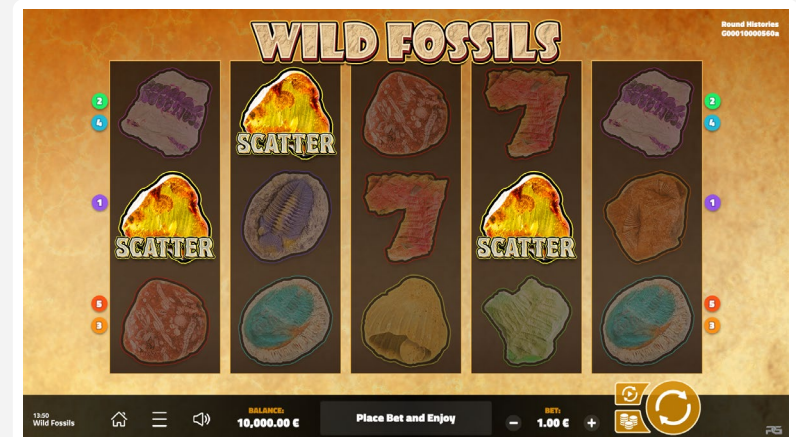 WILD FOSSILS
Round Histories
G00010000560a
2
2
4
SCATTER
4
1
1
SCATTER
SCATTER
5
5
3
3
13:50
Wild Fossils
BALANCE:
10,000.00 €
Place Bet and Enjoy
BET:
1.00 €